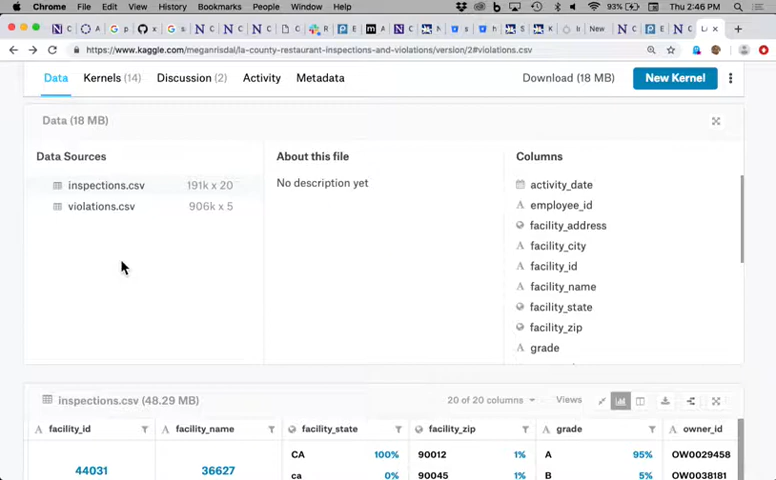 Chrome File Edit View History Bookmarks People Window Help 93% Thu 2:46 PM
https://www.kaggle.com/meganrisdal/la-county-restaurant-inspections-and-violations/version/2#violations.csv
Data Kernels (14) Discussion (2) Activity Metadata Download (18 MB) New Kernel
Data (18 MB)
Data Sources About this file Columns
inspections.csv 191k x 20 No description yet activity_date
violations.csv 906k x 5 employee_id
facility_address
facility_city
facility_id
facility_name
facility_state
facility_zip
grade
inspections.csv (48.29 MB) 20 of 20 columns Views
facility_id facility_name facility_state facility_zip grade owner_id
44031 36627 CA 100% 90012 1% A 95% OW0029458
ca 0% 90045 1% B 5% OW0038181